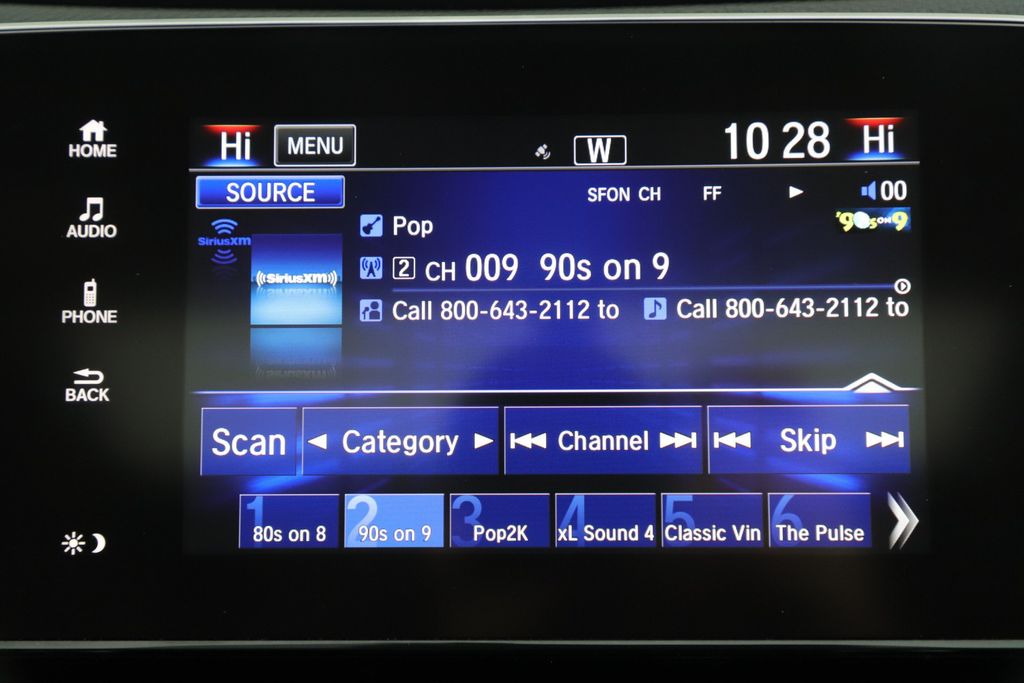 HOME
AUDIO
PHONE
BACK
Hi MENU W 10 28 Hi
SOURCE SFON CH FF 00
SiriusXM
'90s ON 9
Pop
((SiriusXM))
2 CH 009 90s on 9
Call 800-643-2112 to Call 800-643-2112 to
Scan Category Channel Skip
1 80s on 8
2 90s on 9
3 Pop2K
4 xL Sound 4
5 Classic Vin
6 The Pulse